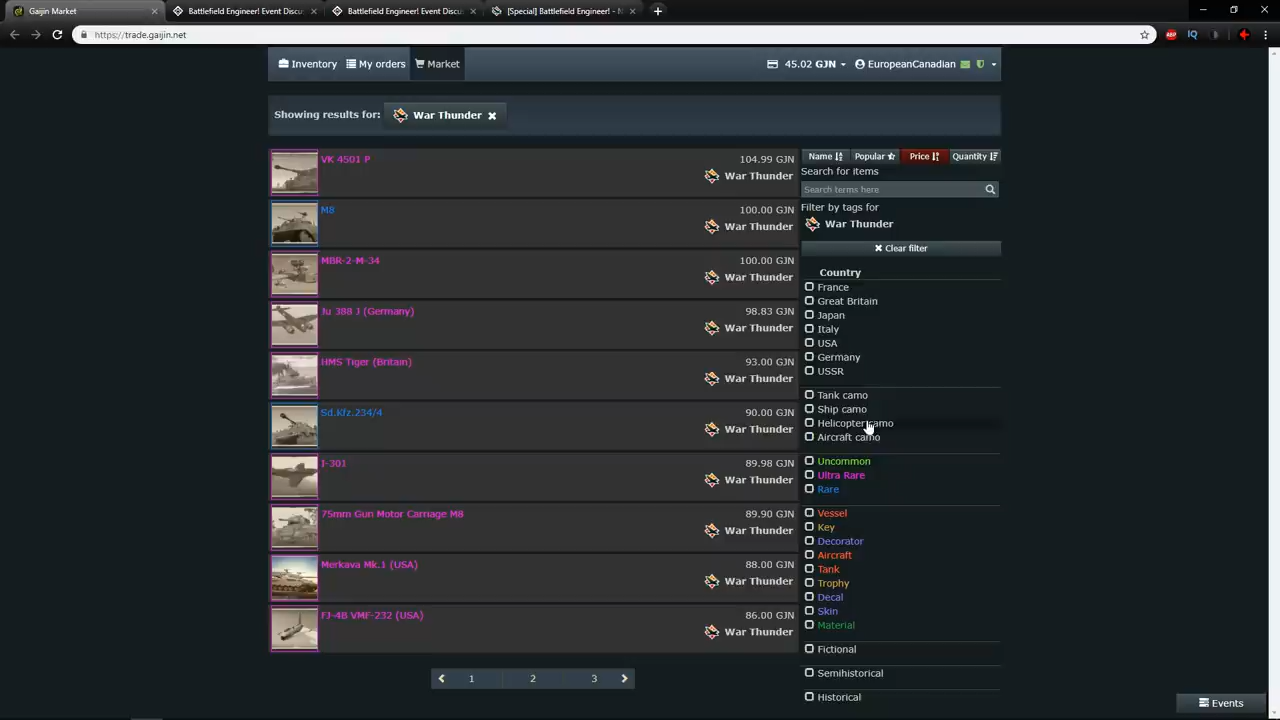 Gaijin Market
Battlefield Engineer! Event Discu
Battlefield Engineer! Event Discu
[Special] Battlefield Engineer! - N
https://trade.gaijin.net
Inventory
My orders
Market
45.02 GJN
EuropeanCanadian
Showing results for:
War Thunder
VK 4501 P
104.99 GJN
War Thunder
M8
War Thunder
MBR-2-M-34
100.00 GJN
War Thunder
Ju 388 J (Germany)
98.83 GJN
War Thunder
HMS Tiger (Britain)
War Thunder
Sd.Kfz.234/4
90.00 GJN
War Thunder
I-301
89.98 GJN
War Thunder
75mm Gun Motor Carriage M8
89.90 GJN
War Thunder
Merkava Mk.1 (USA)
88.00 GJN
War Thunder
FJ-4B VMF-232 (USA)
86.00 GJN
War Thunder
1 2 3
Name
Popular
Price
Quantity
Search for items
Search terms here
Filter by tags for
War Thunder
Clear filter
Country
France
Great Britain
Japan
Italy
USA
Germany
USSR
Tank camo
Ship camo
Helicopter camo
Aircraft camo
Uncommon
Ultra Rare
Rare
Vessel
Key
Decorator
Aircraft
Tank
Trophy
Decal
Skin
Material
Fictional
Semihistorical
Historical
Events